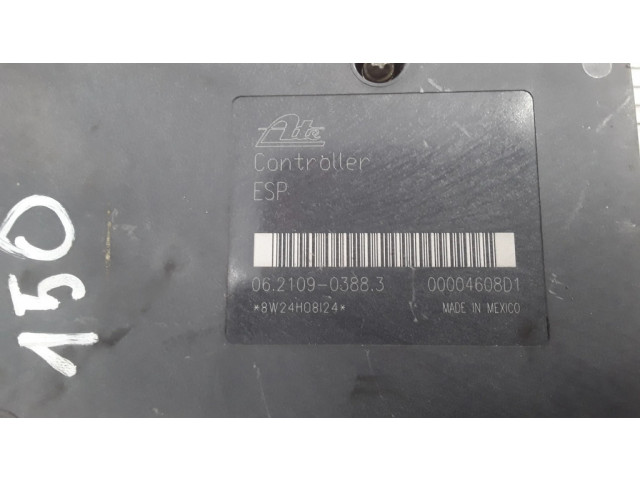 Ate
Controller
ESP
06.2109-0388.3 00004608D1
*8W24H08I24* MADE IN MEXICO
150